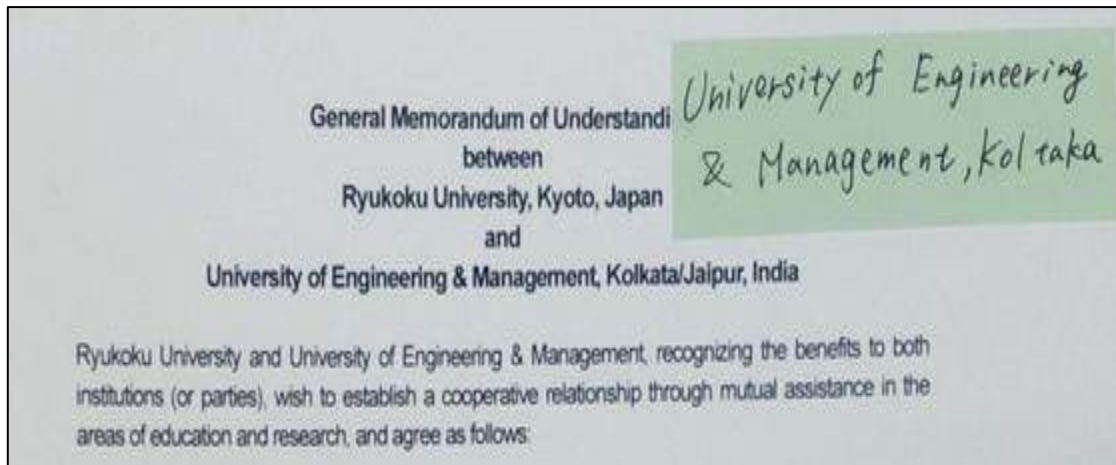 General Memorandum of Understandi
between
Ryukoku University, Kyoto, Japan
and
University of Engineering & Management, Kolkata/Jaipur, India
University of Engineering
& Management, Koltaka
Ryukoku University and University of Engineering & Management, recognizing the benefits to both
institutions (or parties), wish to establish a cooperative relationship through mutual assistance in the
areas of education and research, and agree as follows: